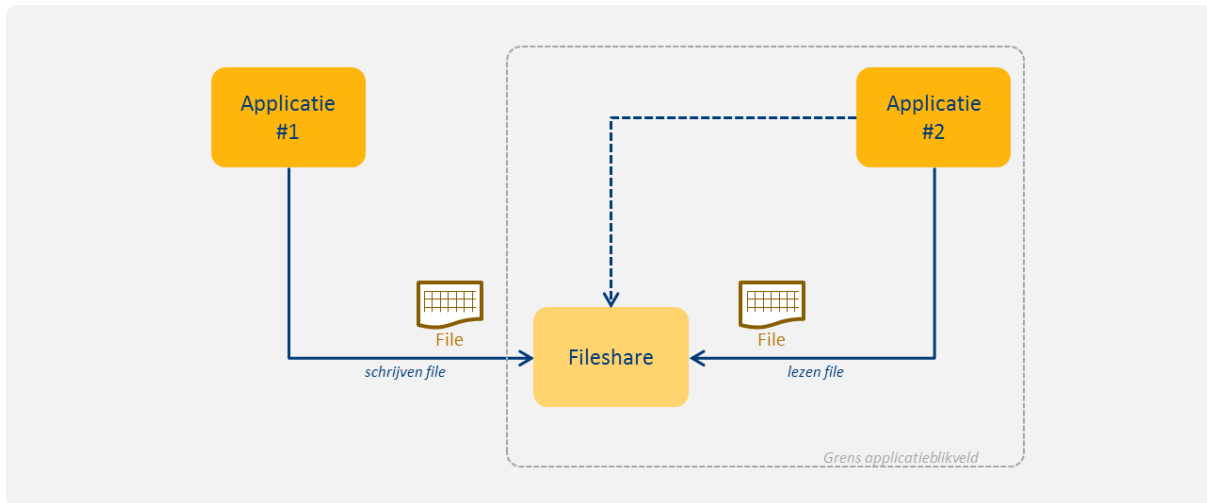 Applicatie
#1
Applicatie
#2
File
File
Fileshare
schrijven file
lezen file
Grens applicatieblikveld